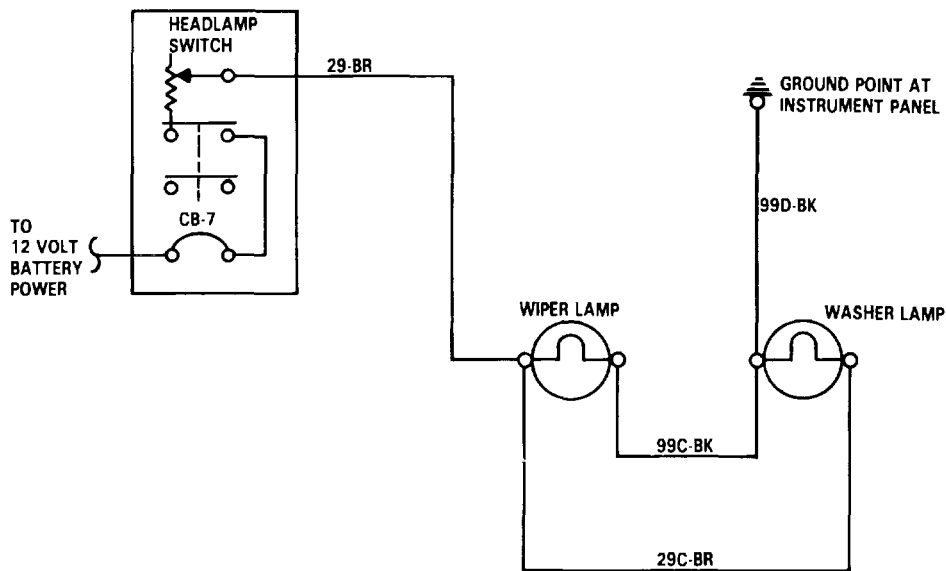 HEADLAMP
SWITCH
29-BR
GROUND POINT AT
INSTRUMENT PANEL
99D-BK
CB-7
TO
12 VOLT
BATTERY
POWER
WIPER LAMP
WASHER LAMP
99C-BK
29C-BR